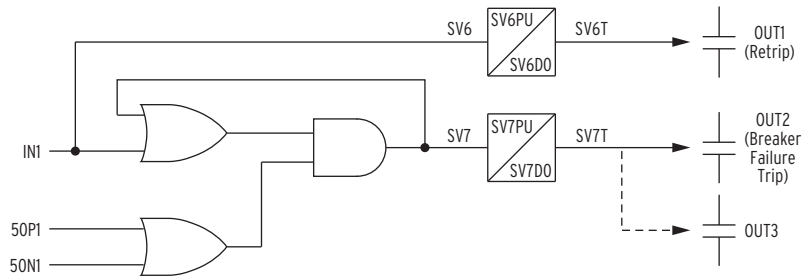 SV6
SV6PU
SV6DO
SV6T
OUT1
(Retrip)
IN1
SV7
SV7PU
SV7DO
SV7T
OUT2
(Breaker
Failure
Trip)
50P1
50N1
OUT3